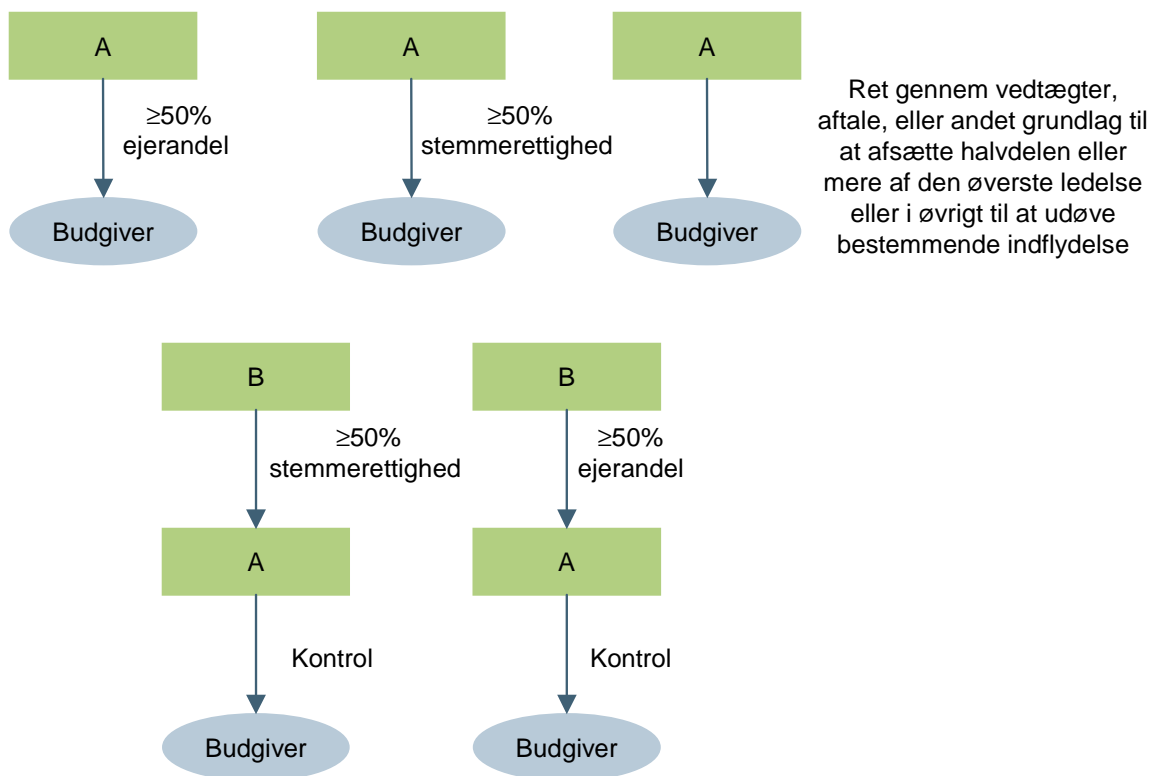 A
≥50%
ejerandel
Budgiver
A
≥50%
stemmerettighed
Budgiver
A
Budgiver
Ret gennem vedtægter,
aftale, eller andet grundlag til
at afsætte halvdelen eller
mere af den øverste ledelse
eller i øvrigt til at udøve
bestemmende indflydelse
B
≥50%
stemmerettighed
A
Kontrol
Budgiver
B
≥50%
ejerandel
A
Kontrol
Budgiver